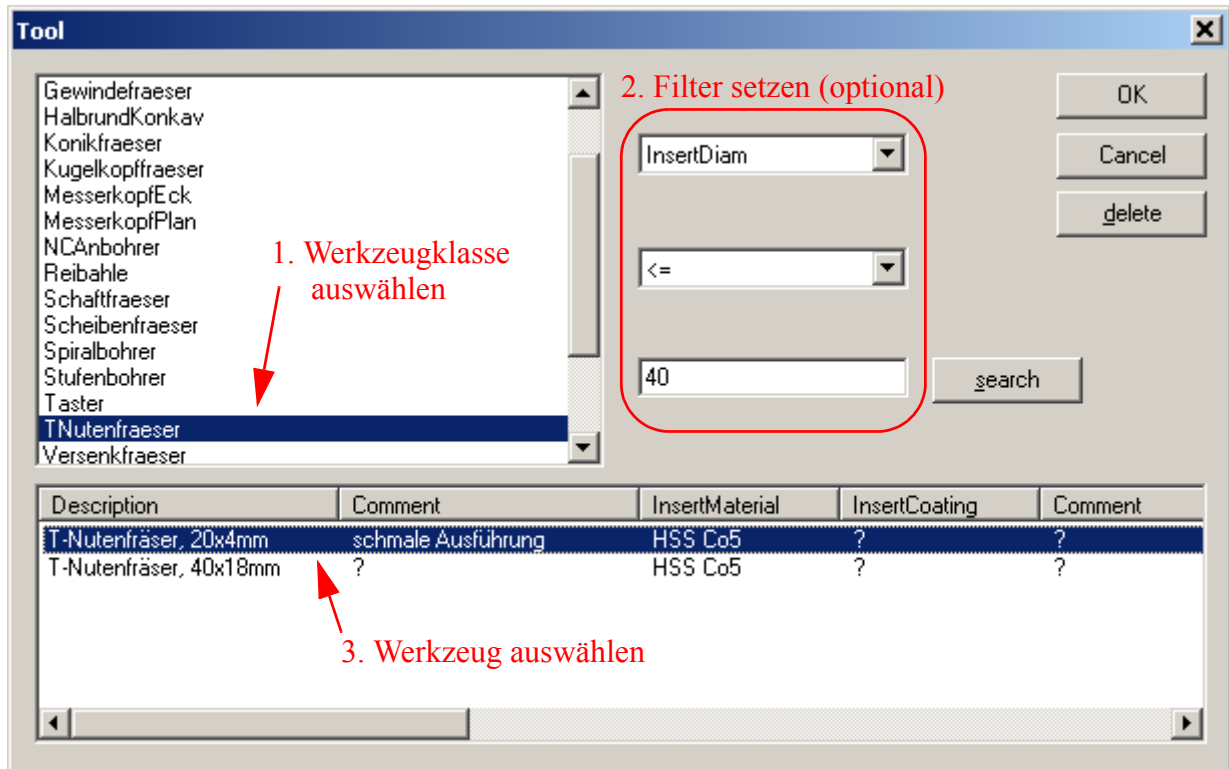 Tool
Gewindefraeser
HalbrundKonkav
Konikfraeser
Kugelkopffraeser
MesserkopfEck
MesserkopfPlan
NCAnbohrer
Reibahle
Schaftfraeser
Scheibenfraeser
Spiralbohrer
Stufenbohrer
Taster
TNutenfraeser
Versenkfraeser
1. Werkzeugklasse
auswählen
2. Filter setzen (optional)
InsertDiam
<=
40
search
OK
Cancel
delete
Description Comment InsertMaterial InsertCoating Comment
T-Nutenfräser, 20x4mm schmale Ausführung HSS Co5 ? ?
T-Nutenfräser, 40x18mm ? HSS Co5 ? ?
3. Werkzeug auswählen